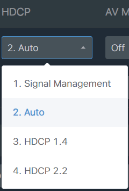 HDCP AV M
2. Auto Off
1. Signal Management
2. Auto
3. HDCP 1.4
4. HDCP 2.2